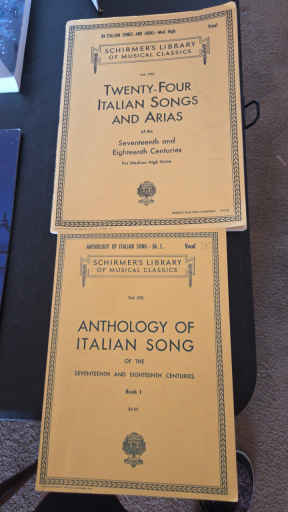 24 ITALIAN SONGS AND ARIAS - Med. High
Vocal
SCHIRMER'S LIBRARY
OF MUSICAL CLASSICS
TWENTY-FOUR
ITALIAN SONGS
AND ARIAS
of the
Seventeenth and
Eighteenth Centuries
For Medium High Voice
ANTHOLOGY OF ITALIAN SONG - Bk. 1
Vocal
SCHIRMER'S LIBRARY
OF MUSICAL CLASSICS
ANTHOLOGY OF
ITALIAN SONG
OF THE
SEVENTEENTH AND EIGHTEENTH CENTURIES
Book I